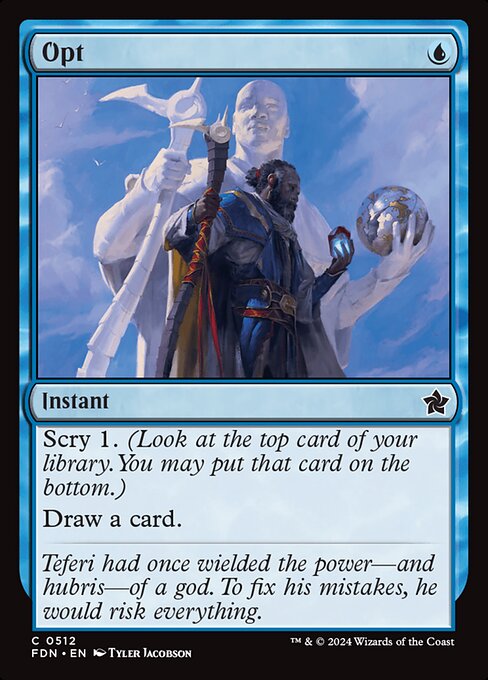 Opt
Instant
Scry 1. (Look at the top card of your
library. You may put that card on the
bottom.)
Draw a card.
Teferi had once wielded the power—and
hubris—of a god. To fix his mistakes, he
would risk everything.
C 0512
™ & © 2024 Wizards of the Coast
FDN • EN Tyler Jacobson